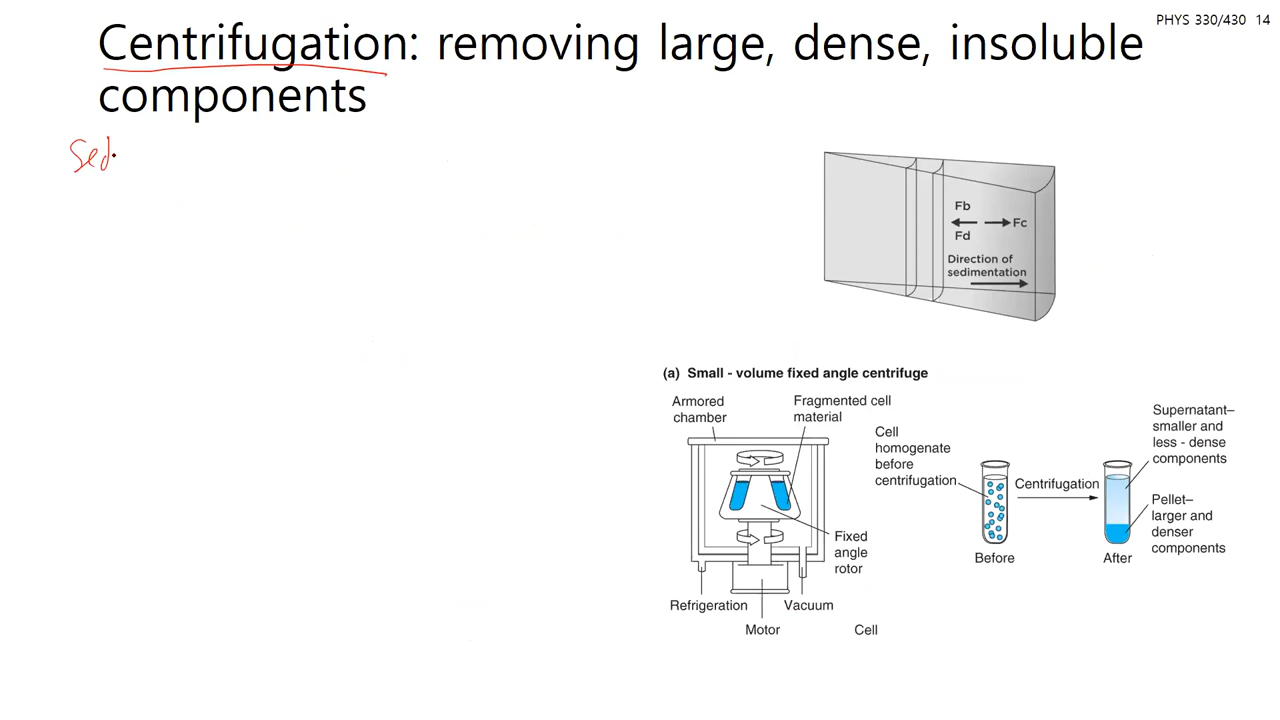 PHYS 330/430 14
Centrifugation: removing large, dense, insoluble
components
Sed
Fb
Fc
Fd
Direction of
sedimentation
(a) Small - volume fixed angle centrifuge
Armored
chamber
Fragmented cell
material
Cell
homogenate
before
centrifugation
Centrifugation
Supernatant–
smaller and
less - dense
components
Pellet–
larger and
denser
components
Fixed
angle
rotor
Before
After
Refrigeration
Vacuum
Motor
Cell